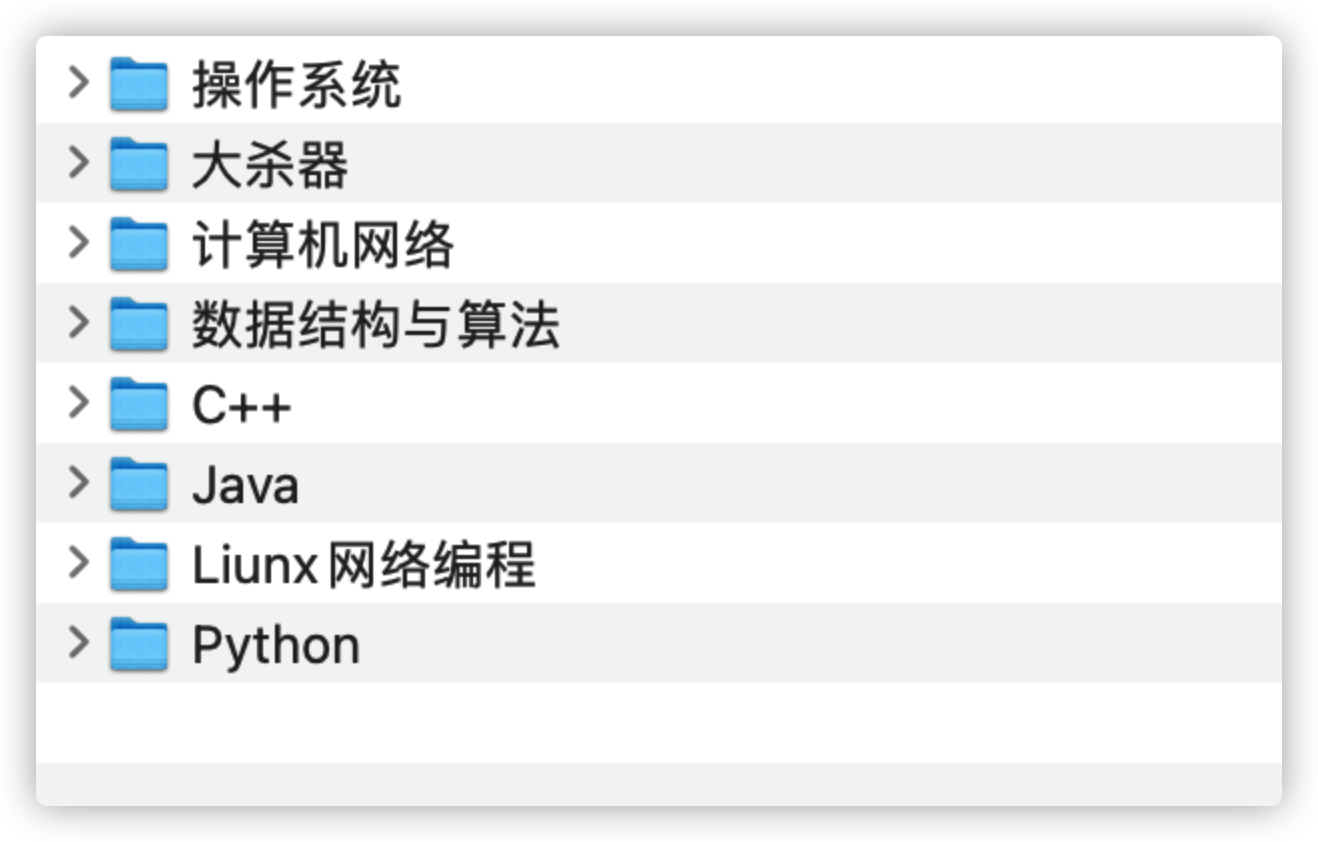 操作系统
大杀器
计算机网络
数据结构与算法
C++
Java
Liunx网络编程
Python